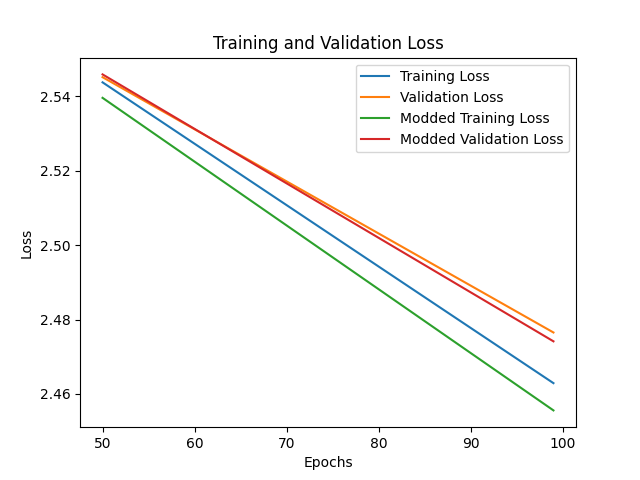 Training and Validation Loss
Training Loss
Validation Loss
Modded Training Loss
Modded Validation Loss
2.54
2.52
2.50
2.48
2.46
Loss
50 60 70 80 90 100
Epochs